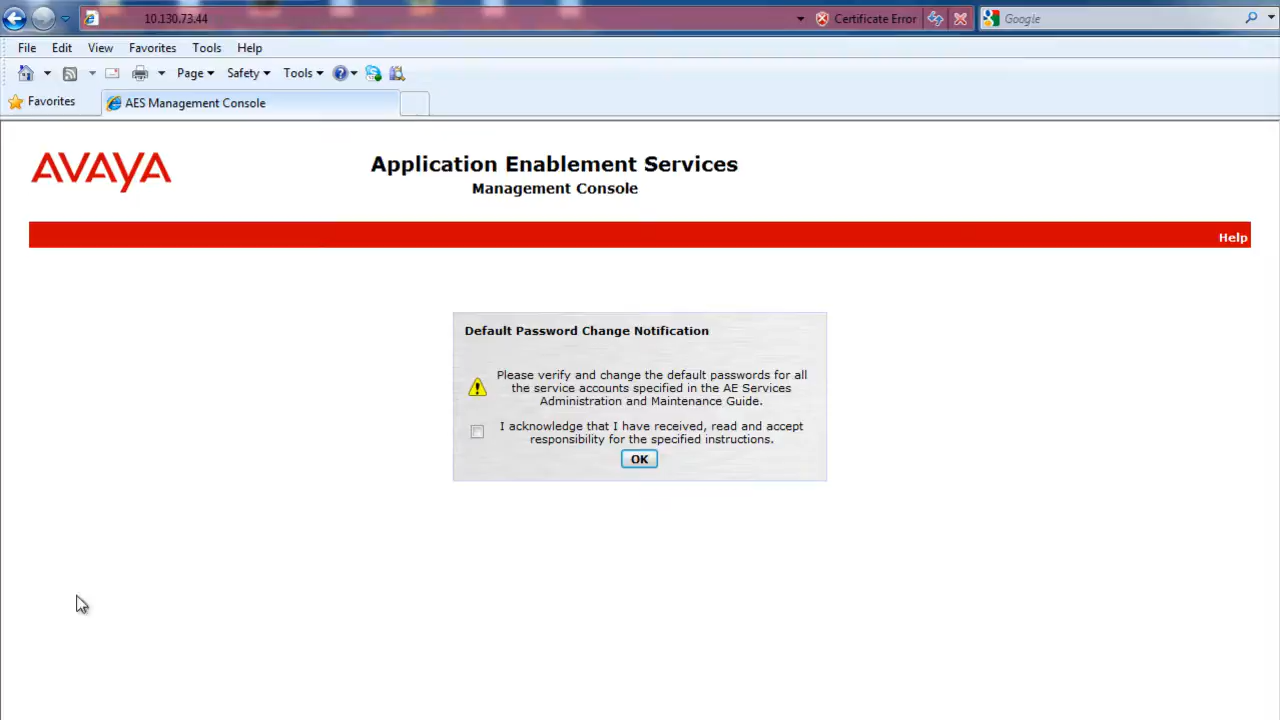 10.130.73.44
Certificate Error
Google
File Edit View Favorites Tools Help
Page Safety Tools
Favorites
AES Management Console
AVAYA
Application Enablement Services
Management Console
Help
Default Password Change Notification
Please verify and change the default passwords for all
the service accounts specified in the AE Services
Administration and Maintenance Guide.
I acknowledge that I have received, read and accept
responsibility for the specified instructions.
OK